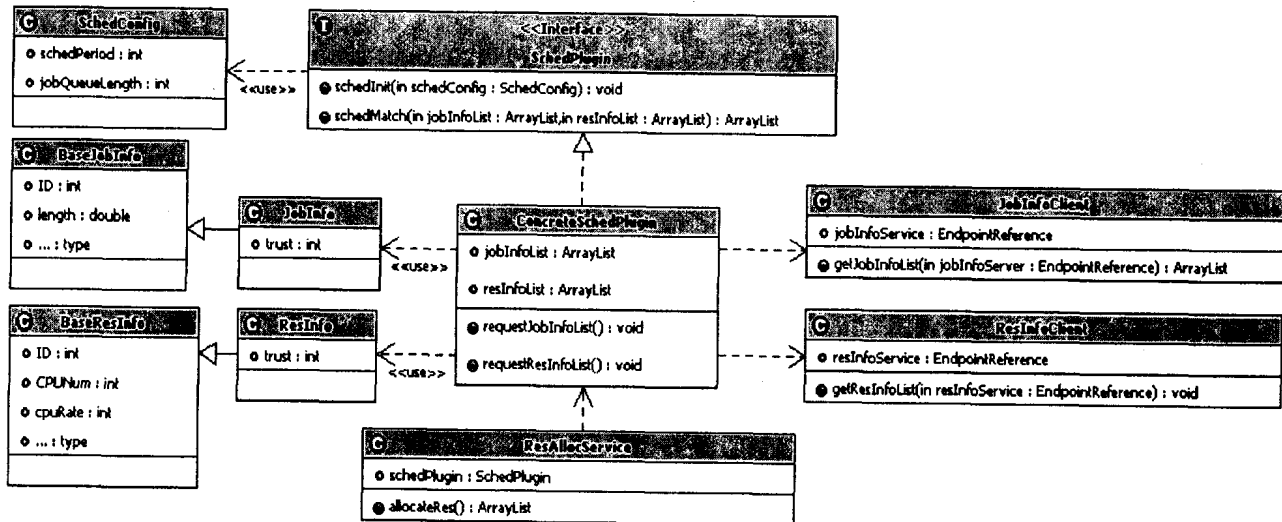 C SchedConfig
schedPeriod : int
jobQueueLength : int
<<use>>
I <<Interface>>
SchedPlugin
schedInit(in schedConfig : SchedConfig) : void
schedMatch(in jobInfoList : ArrayList,in resInfoList : ArrayList) : ArrayList
C BaseJobInfo
ID : int
length : double
... : type
C JobInfo
trust : int
<<use>>
C ConcreteSchedPlugin
jobInfoList : ArrayList
resInfoList : ArrayList
requestJobInfoList() : void
requestResInfoList() : void
C JobInfoClient
jobInfoService : EndpointReference
getJobInfoList(in jobInfoServer : EndpointReference) : ArrayList
C BaseResInfo
ID : int
CPUNum : int
cpuRate : int
... : type
C ResInfo
trust : int
<<use>>
C ResInfoClient
resInfoService : EndpointReference
getResInfoList(in resInfoService : EndpointReference) : void
C ResAllocService
schedPlugin : SchedPlugin
allocateRes() : ArrayList